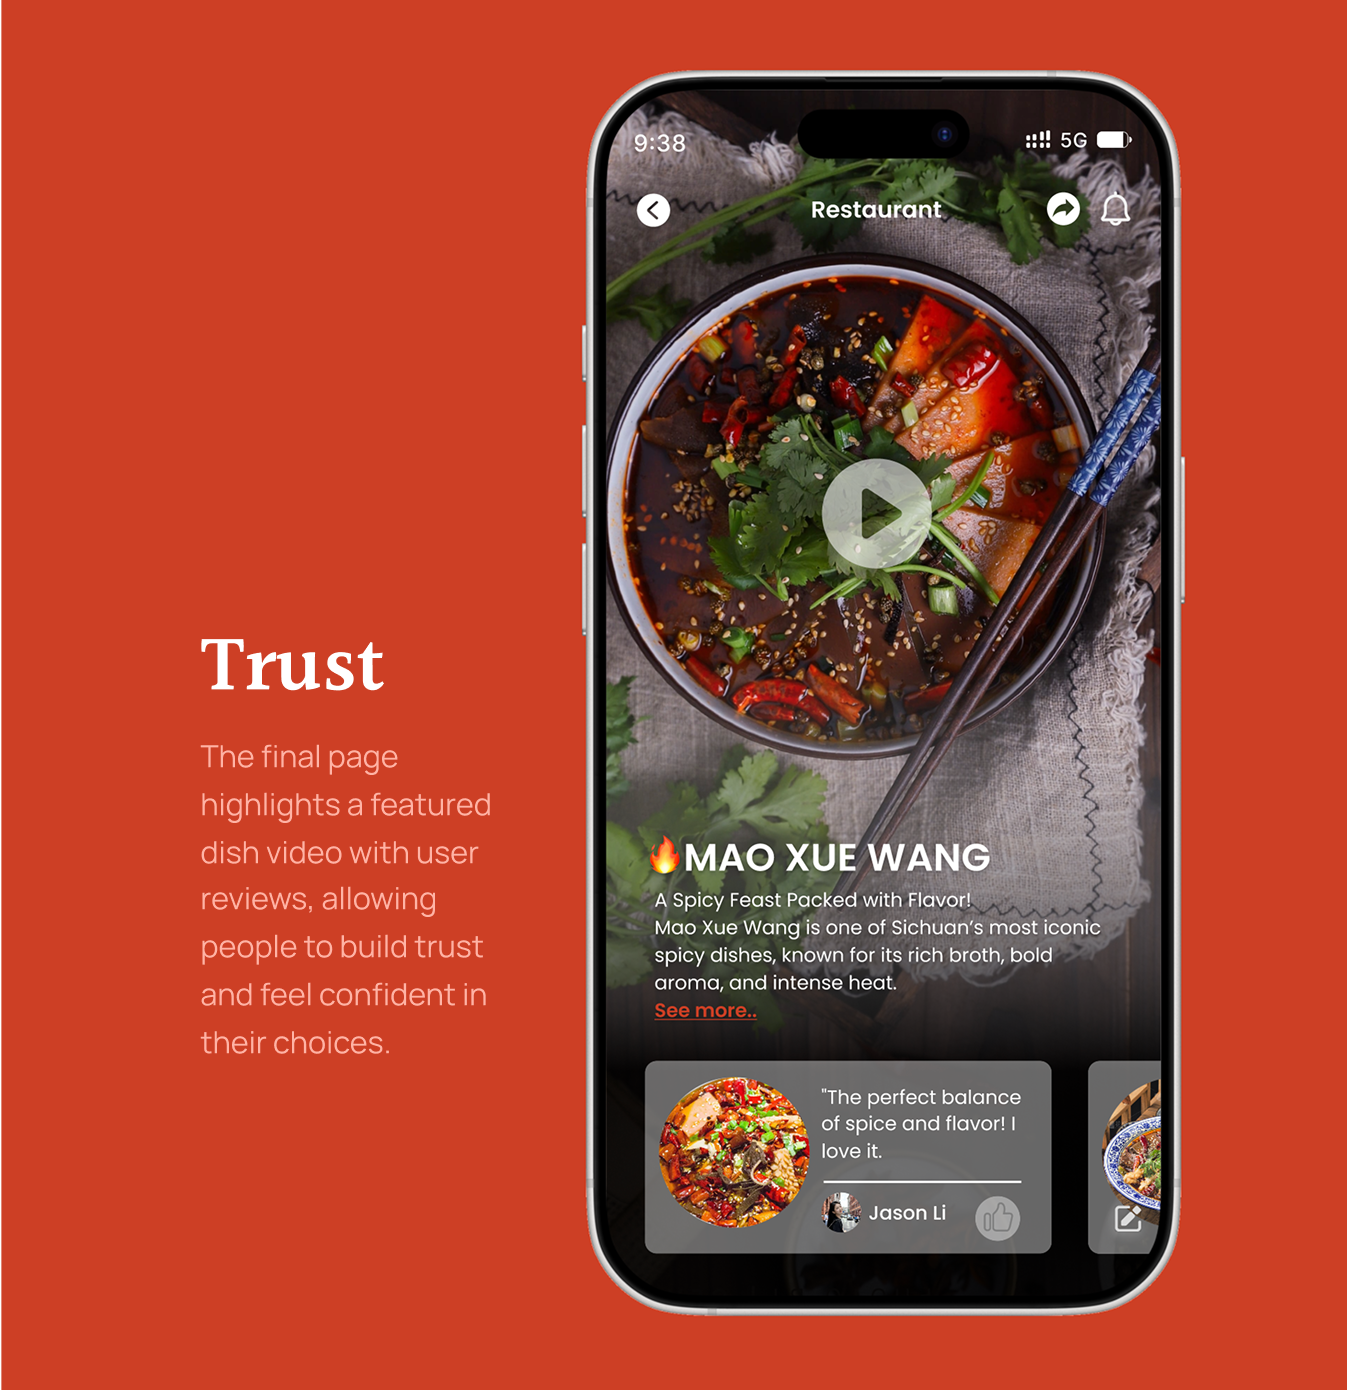 Trust
The final page
highlights a featured
dish video with user
reviews, allowing
people to build trust
and feel confident in
their choices.
9:38
5G
Restaurant
🔥MAO XUE WANG
A Spicy Feast Packed with Flavor!
Mao Xue Wang is one of Sichuan’s most iconic
spicy dishes, known for its rich broth, bold
aroma, and intense heat.
See more..
"The perfect balance
of spice and flavor! I
love it.
Jason Li